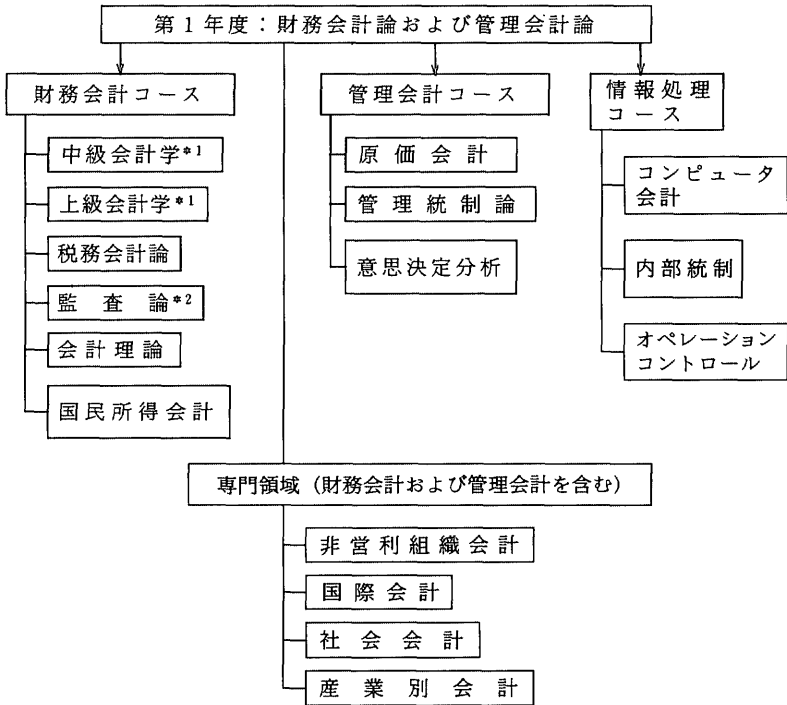 第1年度：財務会計論および管理会計論
財務会計コース
中級会計学*1
上級会計学*1
税務会計論
監査論*2
会計理論
国民所得会計
管理会計コース
原価会計
管理統制論
意思決定分析
情報処理
コース
コンピュータ
会計
内部統制
オペレーション
コントロール
専門領域（財務会計および管理会計を含む）
非営利組織会計
国際会計
社会会計
産業別会計